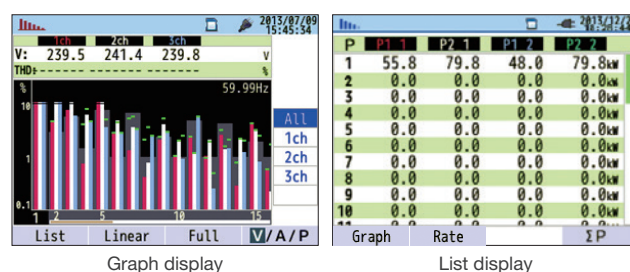 2013/07/09
15:45:34
1ch 2ch 3ch
V: 239.5 241.4 239.8 V
THD: ------ ------ ------ %
% 59.99Hz
10
1
0.1
1 2 5 10 15
All
1ch
2ch
3ch
List Linear Full V/A/P
Graph display
P P1 1 P2 1 P1 2 P2 2
1 55.8 79.8 48.0 79.8kW
2 0.0 0.0 0.0 0.0kW
3 0.0 0.0 0.0 0.0kW
4 0.0 0.0 0.0 0.0kW
5 0.0 0.0 0.0 0.0kW
6 0.0 0.0 0.0 0.0kW
7 0.0 0.0 0.0 0.0kW
8 0.0 0.0 0.0 0.0kW
9 0.0 0.0 0.0 0.0kW
10 0.0 0.0 0.0 0.0kW
Graph Rate ΣP
List display